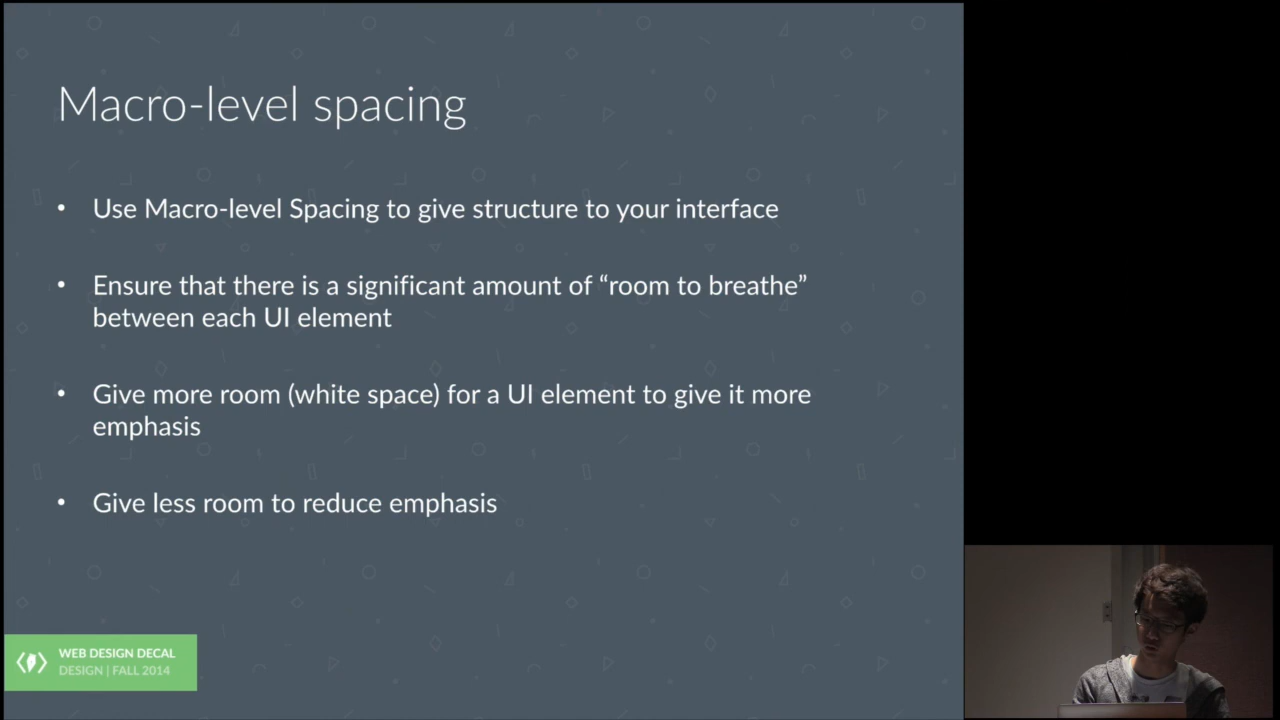 Macro-level spacing
• Use Macro-level Spacing to give structure to your interface
• Ensure that there is a significant amount of “room to breathe”
between each UI element
• Give more room (white space) for a UI element to give it more
emphasis
• Give less room to reduce emphasis
WEB DESIGN DECAL
DESIGN | FALL 2014